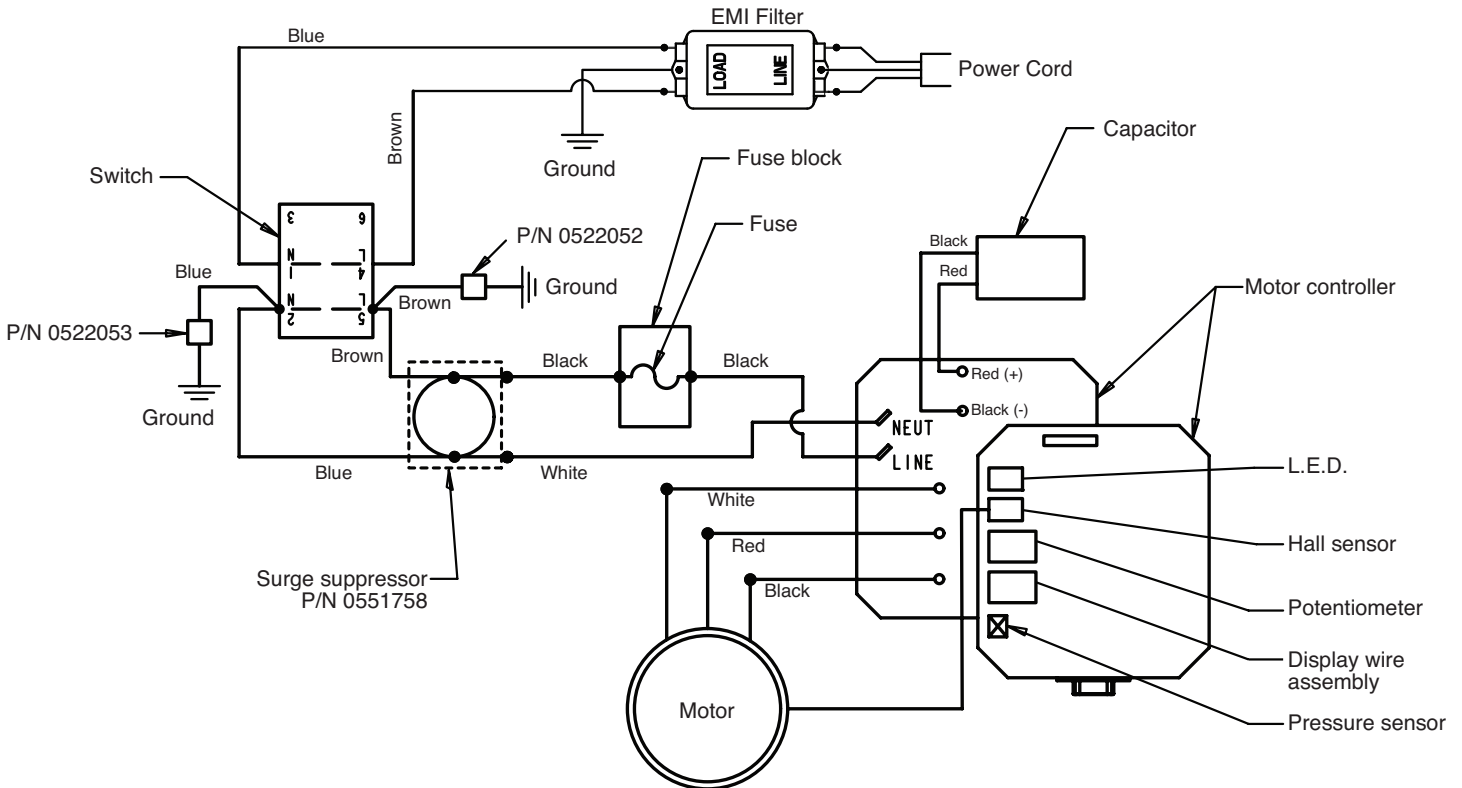 EMI Filter
Blue
LOAD
LINE
Power Cord
Brown
Ground
Capacitor
Fuse block
Switch
Fuse
3
6
P/N 0522052
Black
N
L
1
4
Blue
Red
Ground
Motor controller
Brown
N
L
2
5
P/N 0522053
Brown
Black
Black
Red (+)
Ground
Black (-)
NEUT
LINE
Blue
White
L.E.D.
White
Red
Hall sensor
Surge suppressor
P/N 0551758
Black
Potentiometer
Display wire
assembly
Motor
Pressure sensor